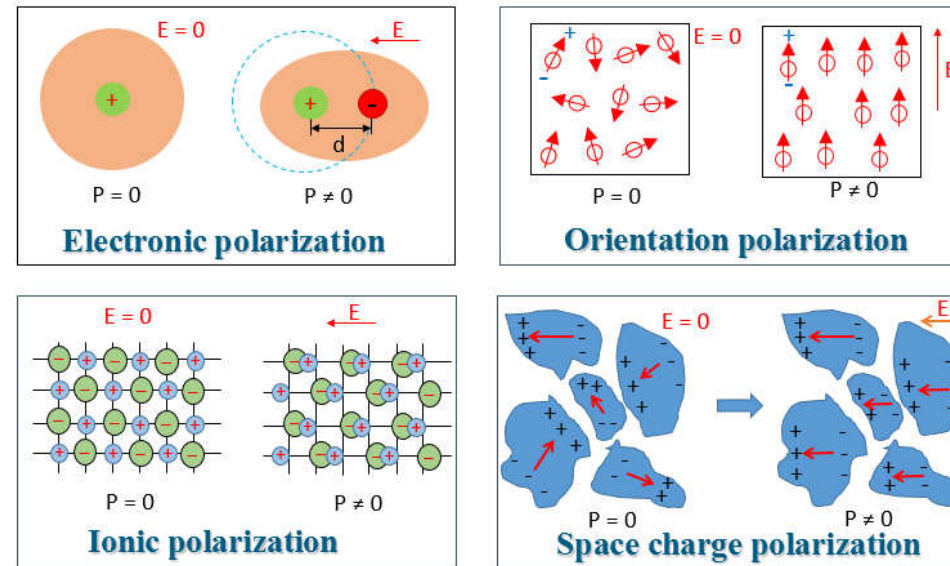 E = 0
E
+
+ -
d
P = 0
P ≠ 0
Electronic polarization
+
-
E = 0
+
-
E
P = 0
P ≠ 0
Orientation polarization
E = 0
E
- + - + - +
+ - + - + -
- + - + - +
+ - + - + -
- + - + - +
+ - + - + -
- + - + - +
+ - + - + -
P = 0
P ≠ 0
Ionic polarization
E = 0
E
P = 0
P ≠ 0
Space charge polarization